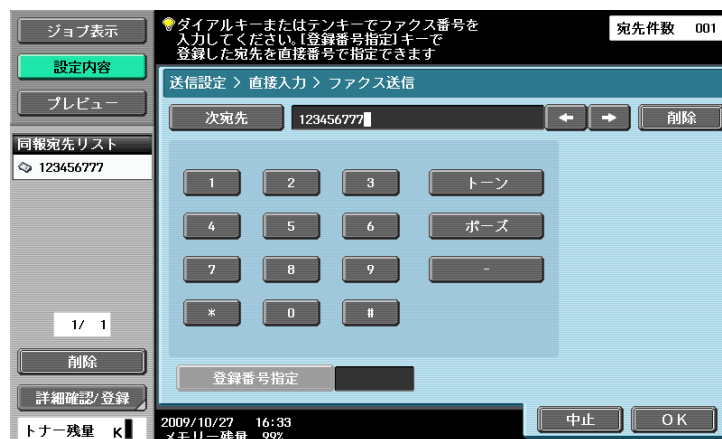 ジョブ表示
設定内容
プレビュー
同報宛先リスト
123456777
1/ 1
削除
詳細確認/登録
トナー残量 K
ダイアルキーまたはテンキーでファクス番号を
入力してください。[登録番号指定]キーで
登録した宛先を直接番号で指定できます
宛先件数 001
送信設定 > 直接入力 > ファクス送信
次宛先 123456777 ← → 削除
1 2 3 トーン
4 5 6 ポーズ
7 8 9 -
* 0 #
登録番号指定
2009/10/27 16:33
メモリー残量 99%
中止 OK